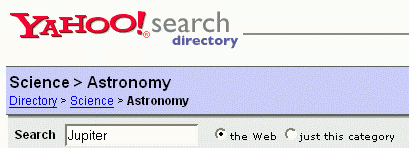 YAHOO! search
directory
Science > Astronomy
Directory > Science > Astronomy
Search Jupiter the Web just this category